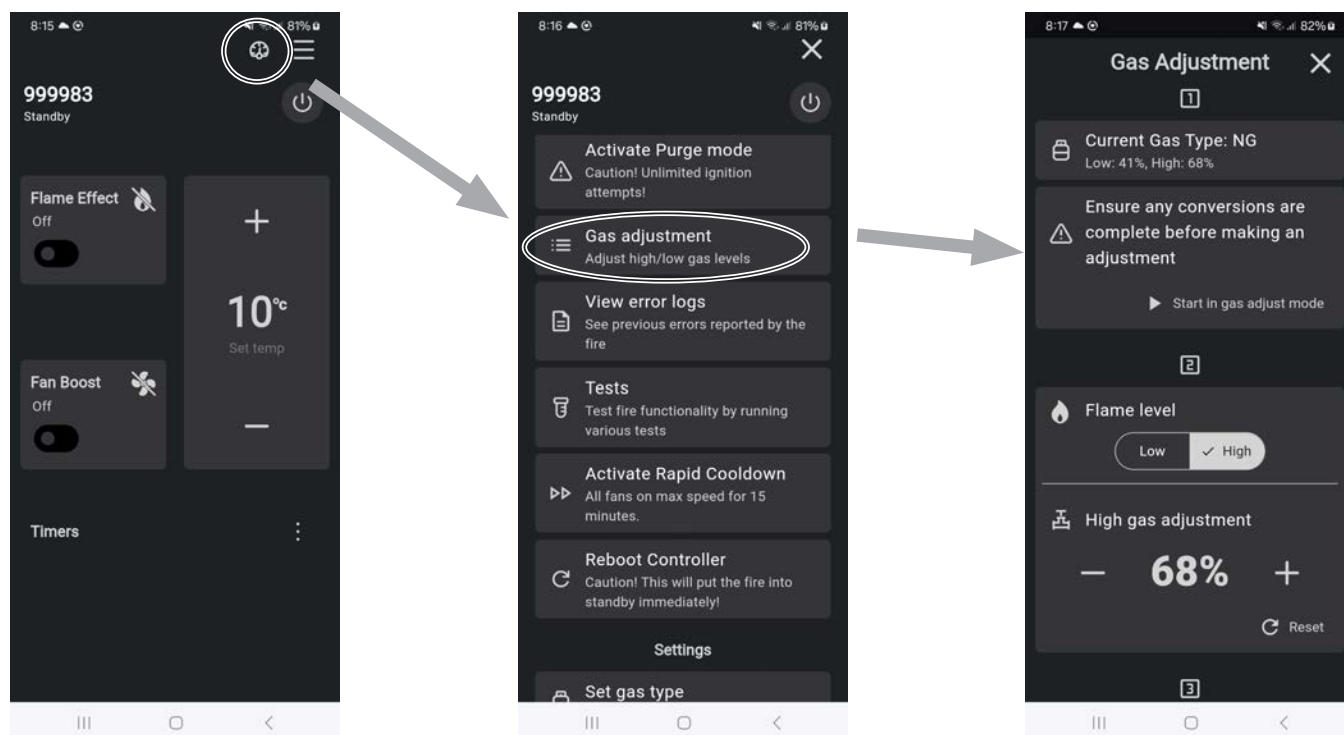 8:15
81%
999983
Standby
Flame Effect
Off
10°c
Set temp
Fan Boost
Off
Timers
8:16
81%
999983
Standby
Activate Purge mode
Caution! Unlimited ignition
attempts!
Gas adjustment
Adjust high/low gas levels
View error logs
See previous errors reported by the
fire
Tests
Test fire functionality by running
various tests
Activate Rapid Cooldown
All fans on max speed for 15
minutes.
Reboot Controller
Caution! This will put the fire into
standby immediately!
Settings
Set gas type
8:17
82%
Gas Adjustment
1
Current Gas Type: NG
Low: 41%, High: 68%
Ensure any conversions are
complete before making an
adjustment
Start in gas adjust mode
2
Flame level
Low High
High gas adjustment
68%
Reset
3